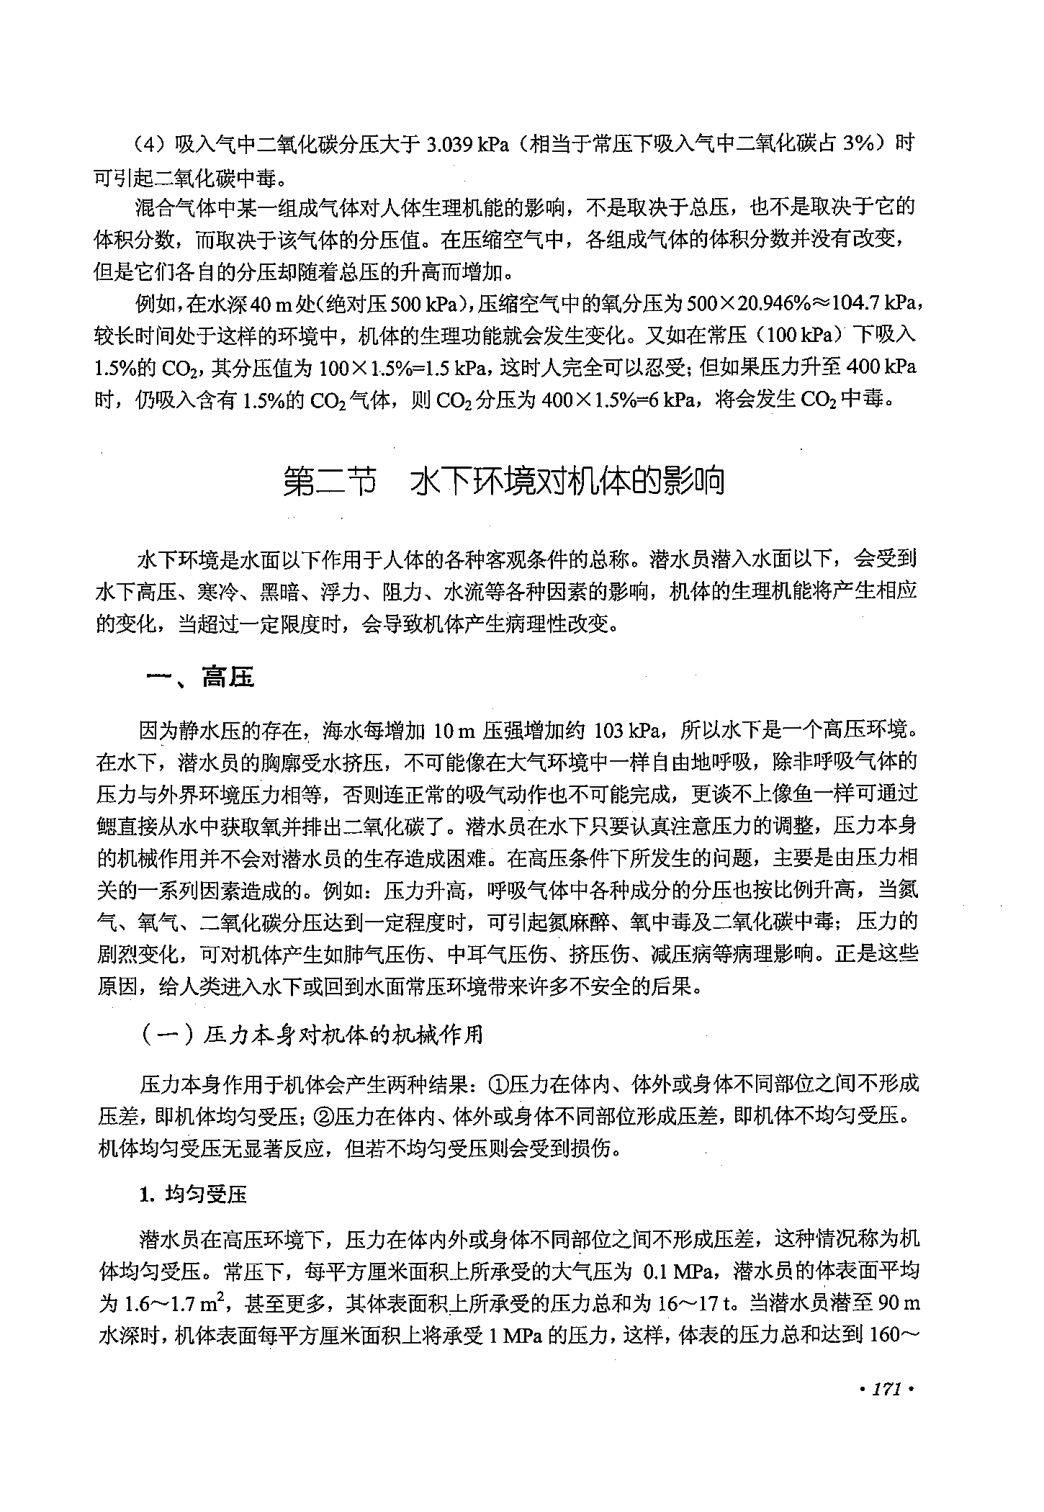 （4）吸入气中二氧化碳分压大于 3.039 kPa（相当于常压下吸入气中二氧化碳占 3%）时
可引起二氧化碳中毒。
混合气体中某一组成气体对人体生理机能的影响，不是取决于总压，也不是取决于它的
体积分数，而取决于该气体的分压值。在压缩空气中，各组成气体的体积分数并没有改变，
但是它们各自的分压却随着总压的升高而增加。
例如，在水深 40 m 处（绝对压 500 kPa），压缩空气中的氧分压为 500×20.946%≈104.7 kPa，
较长时间处于这样的环境中，机体的生理功能就会发生变化。又如在常压（100 kPa）下吸入
1.5%的 CO₂，其分压值为 100×1.5%=1.5 kPa，这时人完全可以忍受；但如果压力升至 400 kPa
时，仍吸入含有 1.5%的 CO₂ 气体，则 CO₂ 分压为 400×1.5%=6 kPa，将会发生 CO₂ 中毒。
第二节　水下环境对机体的影响
水下环境是水面以下作用于人体的各种客观条件的总称。潜水员潜入水面以下，会受到
水下高压、寒冷、黑暗、浮力、阻力、水流等各种因素的影响，机体的生理机能将产生相应
的变化，当超过一定限度时，会导致机体产生病理性改变。
一、高压
因为静水压的存在，海水每增加 10 m 压强增加约 103 kPa，所以水下是一个高压环境。
在水下，潜水员的胸廓受水挤压，不可能像在大气环境中一样自由地呼吸，除非呼吸气体的
压力与外界环境压力相等，否则连正常的吸气动作也不可能完成，更谈不上像鱼一样可通过
鳃直接从水中获取氧并排出二氧化碳了。潜水员在水下只要认真注意压力的调整，压力本身
的机械作用并不会对潜水员的生存造成困难。在高压条件下所发生的问题，主要是由压力相
关的一系列因素造成的。例如：压力升高，呼吸气体中各种成分的分压也按比例升高，当氮
气、氧气、二氧化碳分压达到一定程度时，可引起氮麻醉、氧中毒及二氧化碳中毒；压力的
剧烈变化，可对机体产生如肺气压伤、中耳气压伤、挤压伤、减压病等病理影响。正是这些
原因，给人类进入水下或回到水面常压环境带来许多不安全的后果。
（一）压力本身对机体的机械作用
压力本身作用于机体会产生两种结果：①压力在体内、体外或身体不同部位之间不形成
压差，即机体均匀受压；②压力在体内、体外或身体不同部位形成压差，即机体不均匀受压。
机体均匀受压无显著反应，但若不均匀受压则会受到损伤。
1. 均匀受压
潜水员在高压环境下，压力在体内外或身体不同部位之间不形成压差，这种情况称为机
体均匀受压。常压下，每平方厘米面积上所承受的大气压为 0.1 MPa，潜水员的体表面平均
为 1.6～1.7 m²，甚至更多，其体表面积上所承受的压力总和为 16～17 t。当潜水员潜至 90 m
水深时，机体表面每平方厘米面积上将承受 1 MPa 的压力，这样，体表的压力总和达到 160～
·171·